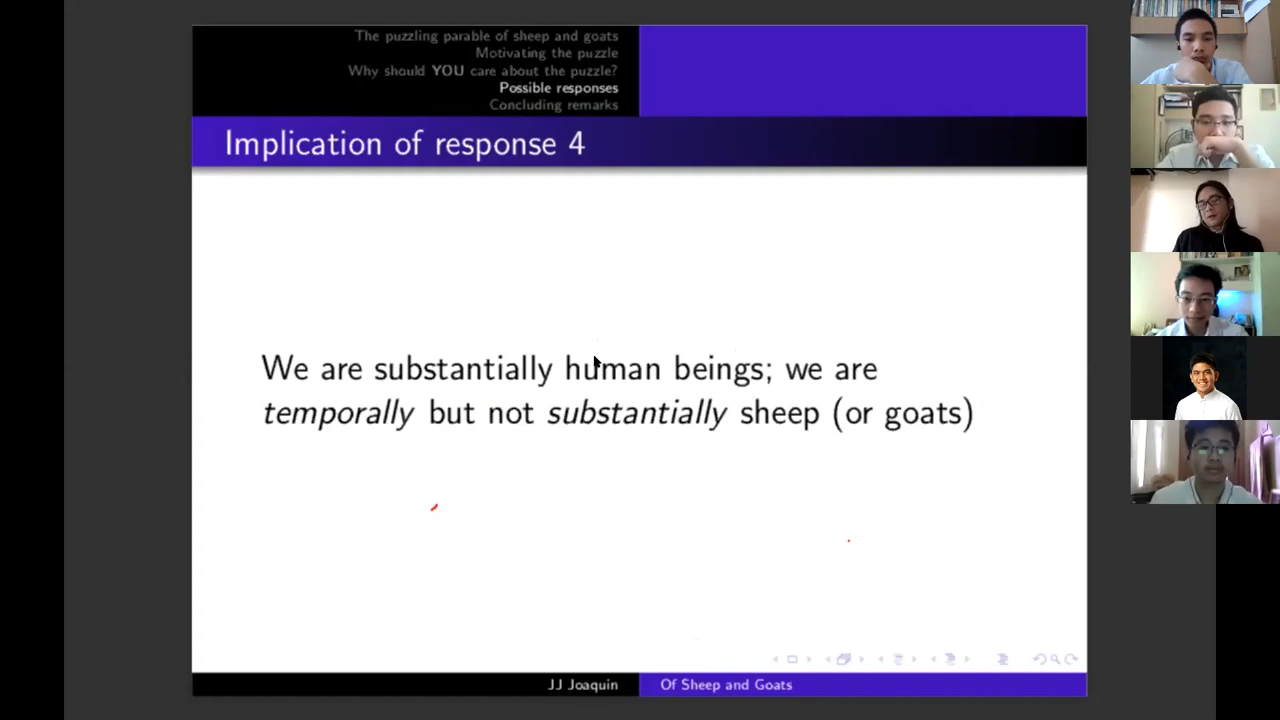 The puzzling parable of sheep and goats
Motivating the puzzle
Why should YOU care about the puzzle?
Possible responses
Concluding remarks
Implication of response 4
We are substantially human beings; we are
temporally but not substantially sheep (or goats)
JJ Joaquin
Of Sheep and Goats